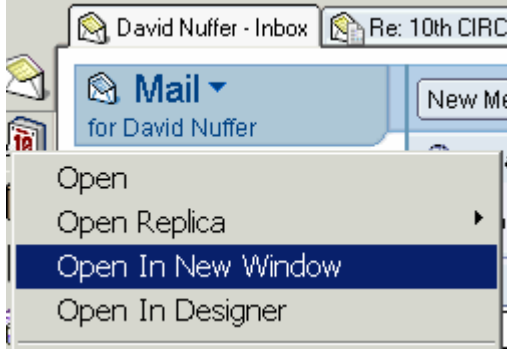 David Nuffer - Inbox
Re: 10th CIRC
Mail
New Me
for David Nuffer
10
Open
Open Replica
Open In New Window
Open In Designer